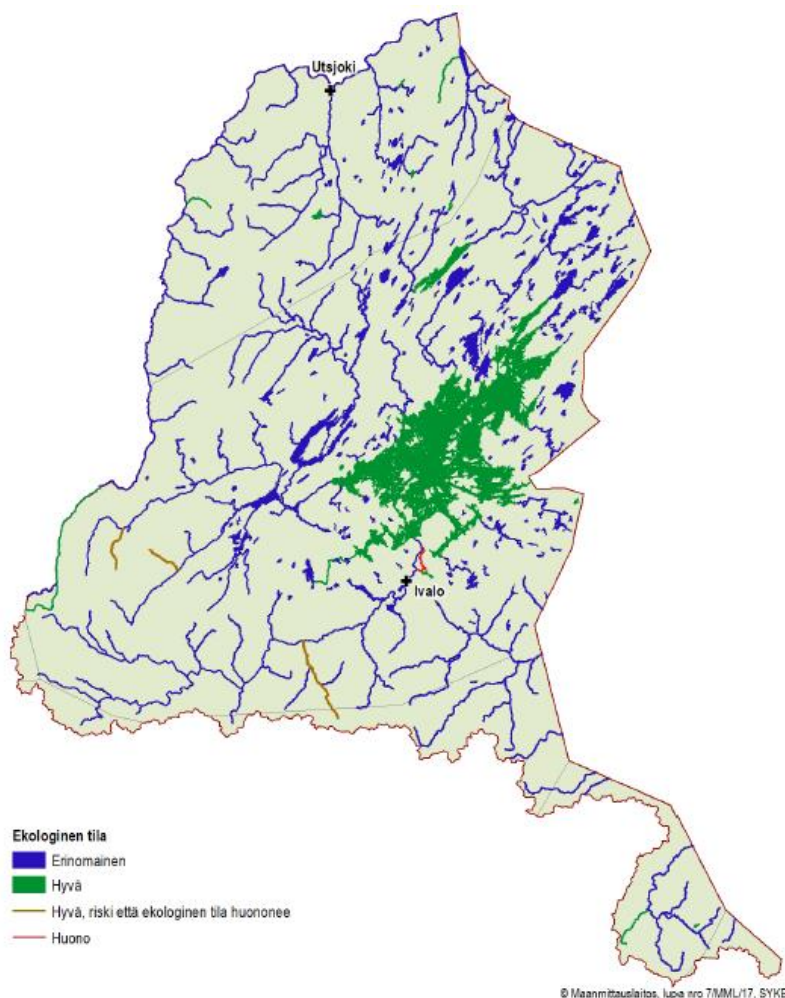 Utsjoki
Ivalo
Ekologinen tila
Erinomainen
Hyvä
Hyvä, riski että ekologinen tila huononee
Huono
© Maanmittauslaitos, lupa nro 7/MML/17, SYKE